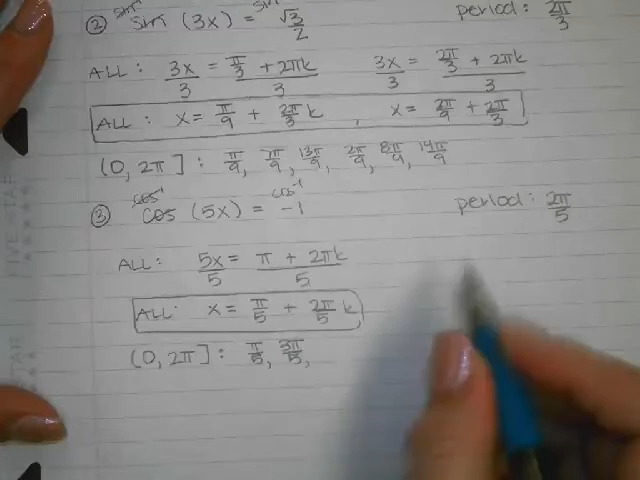 ② sin⁻¹ sin (3x) = sin⁻¹ √3/2 period: 2π/3
ALL: 3x/3 = π/3 + 2πk/3 3x/3 = 2π/3 + 2πk/3
ALL: x = π/9 + 2π/3 k , x = 2π/9 + 2π/3 k
(0, 2π] : π/9, 7π/9, 13π/9, 2π/9, 8π/9, 14π/9
③ cos⁻¹ cos (5x) = cos⁻¹ -1 period: 2π/5
ALL: 5x/5 = π + 2πk/5
ALL: x = π/5 + 2π/5 k
(0, 2π] : π/5, 3π/5,